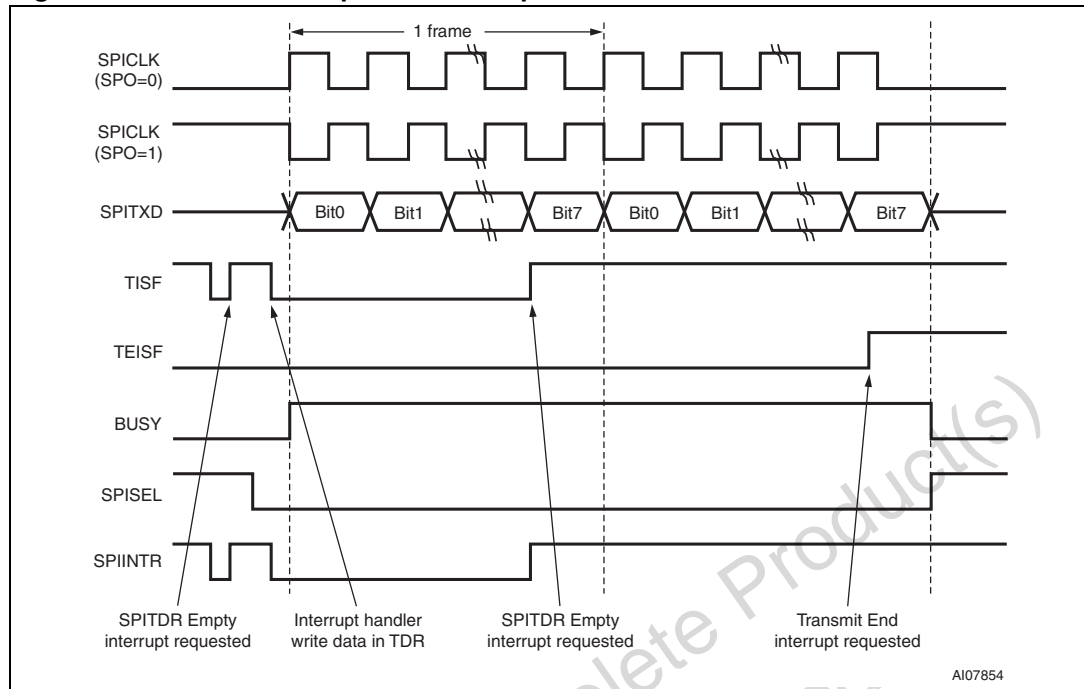 1 frame
SPICLK
(SPO=0)
SPICLK
(SPO=1)
SPITXD
Bit0
Bit1
Bit7
Bit0
Bit1
Bit7
TISF
TEISF
BUSY
SPISEL
SPIINTR
SPITDR Empty
interrupt requested
Interrupt handler
write data in TDR
SPITDR Empty
interrupt requested
Transmit End
interrupt requested
lete Product(s)
AI07854